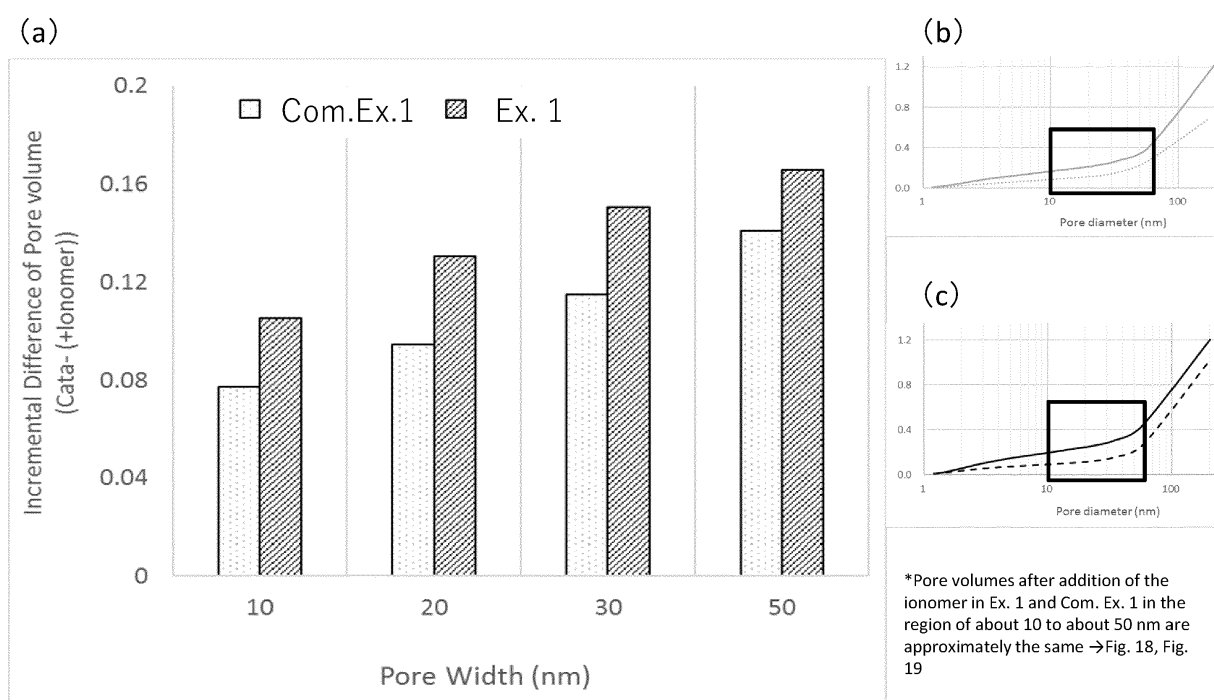 (a)
Incremental Difference of Pore volume
(Cata- (+Ionomer))
0.2
0.16
0.12
0.08
0.04
0
Com.Ex.1
Ex. 1
10
20
30
50
Pore Width (nm)
(b)
1.2
0.8
0.4
0.0
1
10
100
Pore diameter (nm)
(c)
1.2
0.8
0.4
0.0
1
10
100
Pore diameter (nm)
*Pore volumes after addition of the
ionomer in Ex. 1 and Com. Ex. 1 in the
region of about 10 to about 50 nm are
approximately the same →Fig. 18, Fig.
19